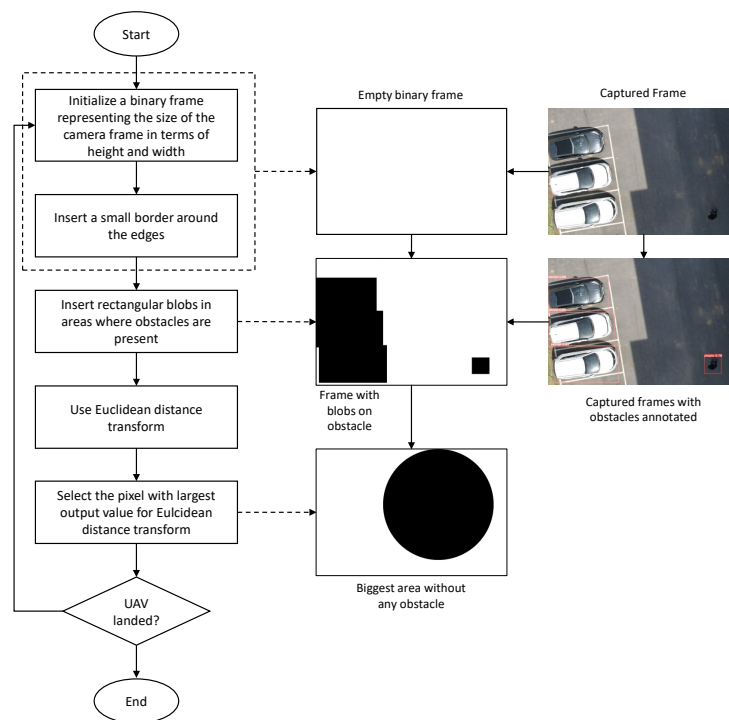 Start
Initialize a binary frame
representing the size of the
camera frame in terms of
height and width
Insert a small border around
the edges
Insert rectangular blobs in
areas where obstacles are
present
Use Euclidean distance
transform
Select the pixel with largest
output value for Eulcidean
distance transform
UAV
landed?
End
Empty binary frame
Frame with
blobs on
obstacle
Biggest area without
any obstacle
Captured Frame
Captured frames with
obstacles annotated